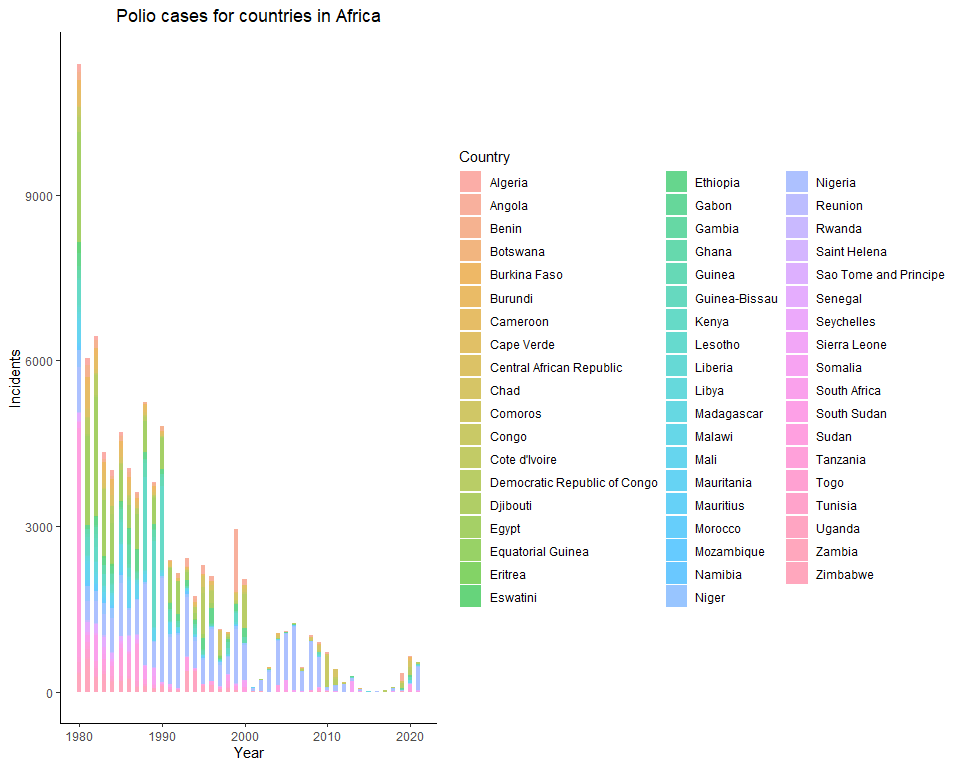 Polio cases for countries in Africa
Incidents
9000
6000
3000
0
1980
1990
2000
2010
2020
Year
Country
Algeria
Angola
Benin
Botswana
Burkina Faso
Burundi
Cameroon
Cape Verde
Central African Republic
Chad
Comoros
Congo
Cote d'Ivoire
Democratic Republic of Congo
Djibouti
Egypt
Equatorial Guinea
Eritrea
Eswatini
Ethiopia
Gabon
Gambia
Ghana
Guinea
Guinea-Bissau
Kenya
Lesotho
Liberia
Libya
Madagascar
Malawi
Mali
Mauritania
Mauritius
Morocco
Mozambique
Namibia
Niger
Nigeria
Reunion
Rwanda
Saint Helena
Sao Tome and Principe
Senegal
Seychelles
Sierra Leone
Somalia
South Africa
South Sudan
Sudan
Tanzania
Togo
Tunisia
Uganda
Zambia
Zimbabwe